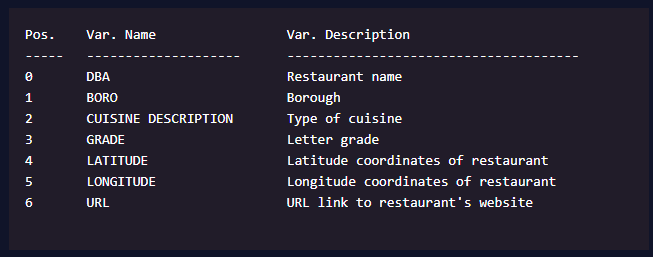 Pos. Var. Name Var. Description
----- -------------------- --------------------------------------
0 DBA Restaurant name
1 BORO Borough
2 CUISINE DESCRIPTION Type of cuisine
3 GRADE Letter grade
4 LATITUDE Latitude coordinates of restaurant
5 LONGITUDE Longitude coordinates of restaurant
6 URL URL link to restaurant's website